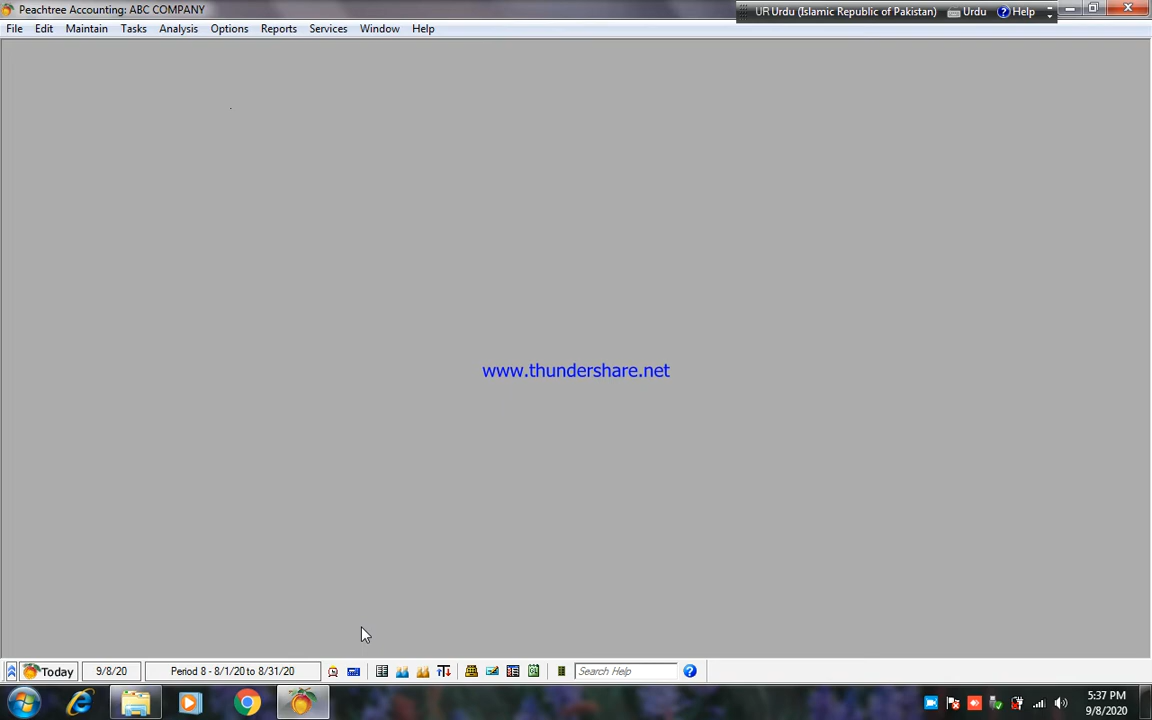 Peachtree Accounting: ABC COMPANY
UR Urdu (Islamic Republic of Pakistan) Urdu Help
File Edit Maintain Tasks Analysis Options Reports Services Window Help
www.thundershare.net
Today 9/8/20 Period 8 - 8/1/20 to 8/31/20 Search Help
5:37 PM
9/8/2020